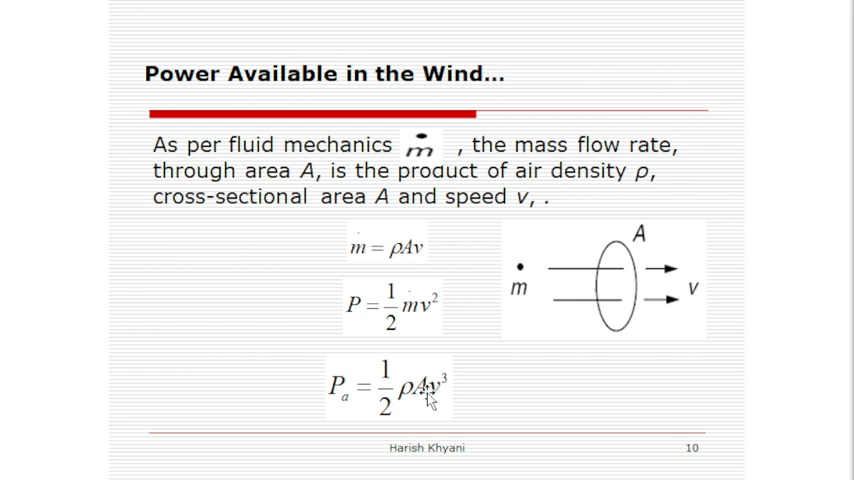 Power Available in the Wind...
As per fluid mechanics ṁ , the mass flow rate,
through area A, is the product of air density ρ,
cross-sectional area A and speed v, .
ṁ = ρAv
P = 1/2 ṁv²
Pₐ = 1/2 ρAv³
A
ṁ
v
Harish Khyani
10